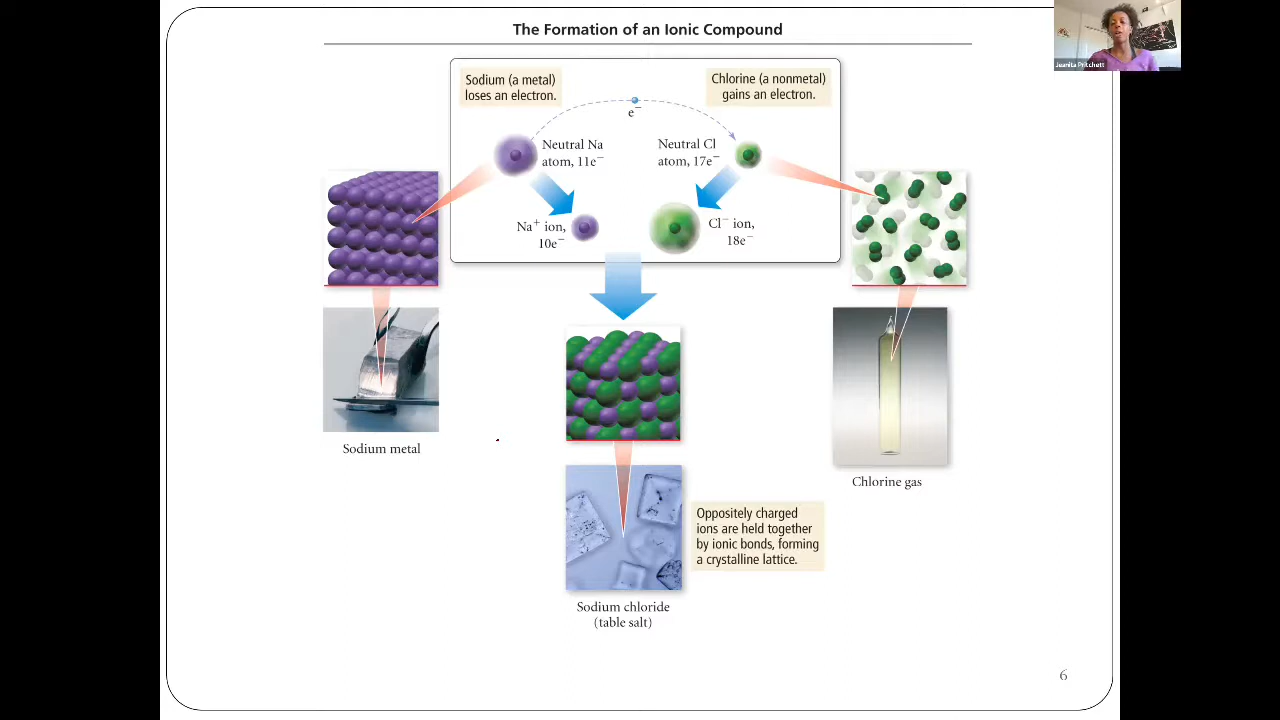 The Formation of an Ionic Compound
Jeanita Pritchett
Sodium (a metal)
loses an electron.
Chlorine (a nonmetal)
gains an electron.
e⁻
Neutral Na
atom, 11e⁻
Neutral Cl
atom, 17e⁻
Na⁺ ion,
10e⁻
Cl⁻ ion,
18e⁻
Sodium metal
Chlorine gas
Oppositely charged
ions are held together
by ionic bonds, forming
a crystalline lattice.
Sodium chloride
(table salt)
6